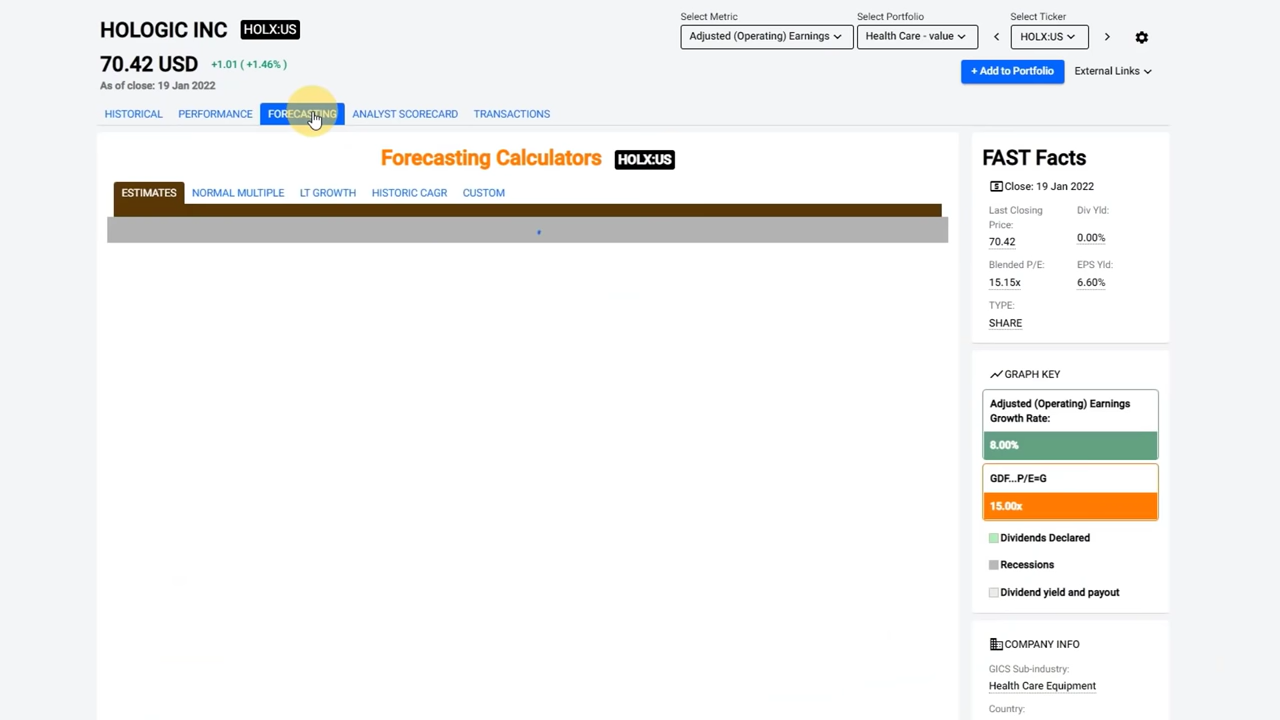 HOLOGIC INC HOLX:US
70.42 USD +1.01 ( +1.46% )
As of close: 19 Jan 2022
Select Metric
Adjusted (Operating) Earnings
Select Portfolio
Health Care - value
Select Ticker
HOLX:US
+ Add to Portfolio
External Links
HISTORICAL PERFORMANCE FORECASTING ANALYST SCORECARD TRANSACTIONS
Forecasting Calculators HOLX:US
ESTIMATES NORMAL MULTIPLE LT GROWTH HISTORIC CAGR CUSTOM
FAST Facts
Close: 19 Jan 2022
Last Closing
Price:
70.42
Div Yld:
0.00%
Blended P/E:
15.15x
EPS Yld:
6.60%
TYPE:
SHARE
GRAPH KEY
Adjusted (Operating) Earnings
Growth Rate:
8.00%
GDF...P/E=G
15.00x
Dividends Declared
Recessions
Dividend yield and payout
COMPANY INFO
GICS Sub-industry:
Health Care Equipment
Country: